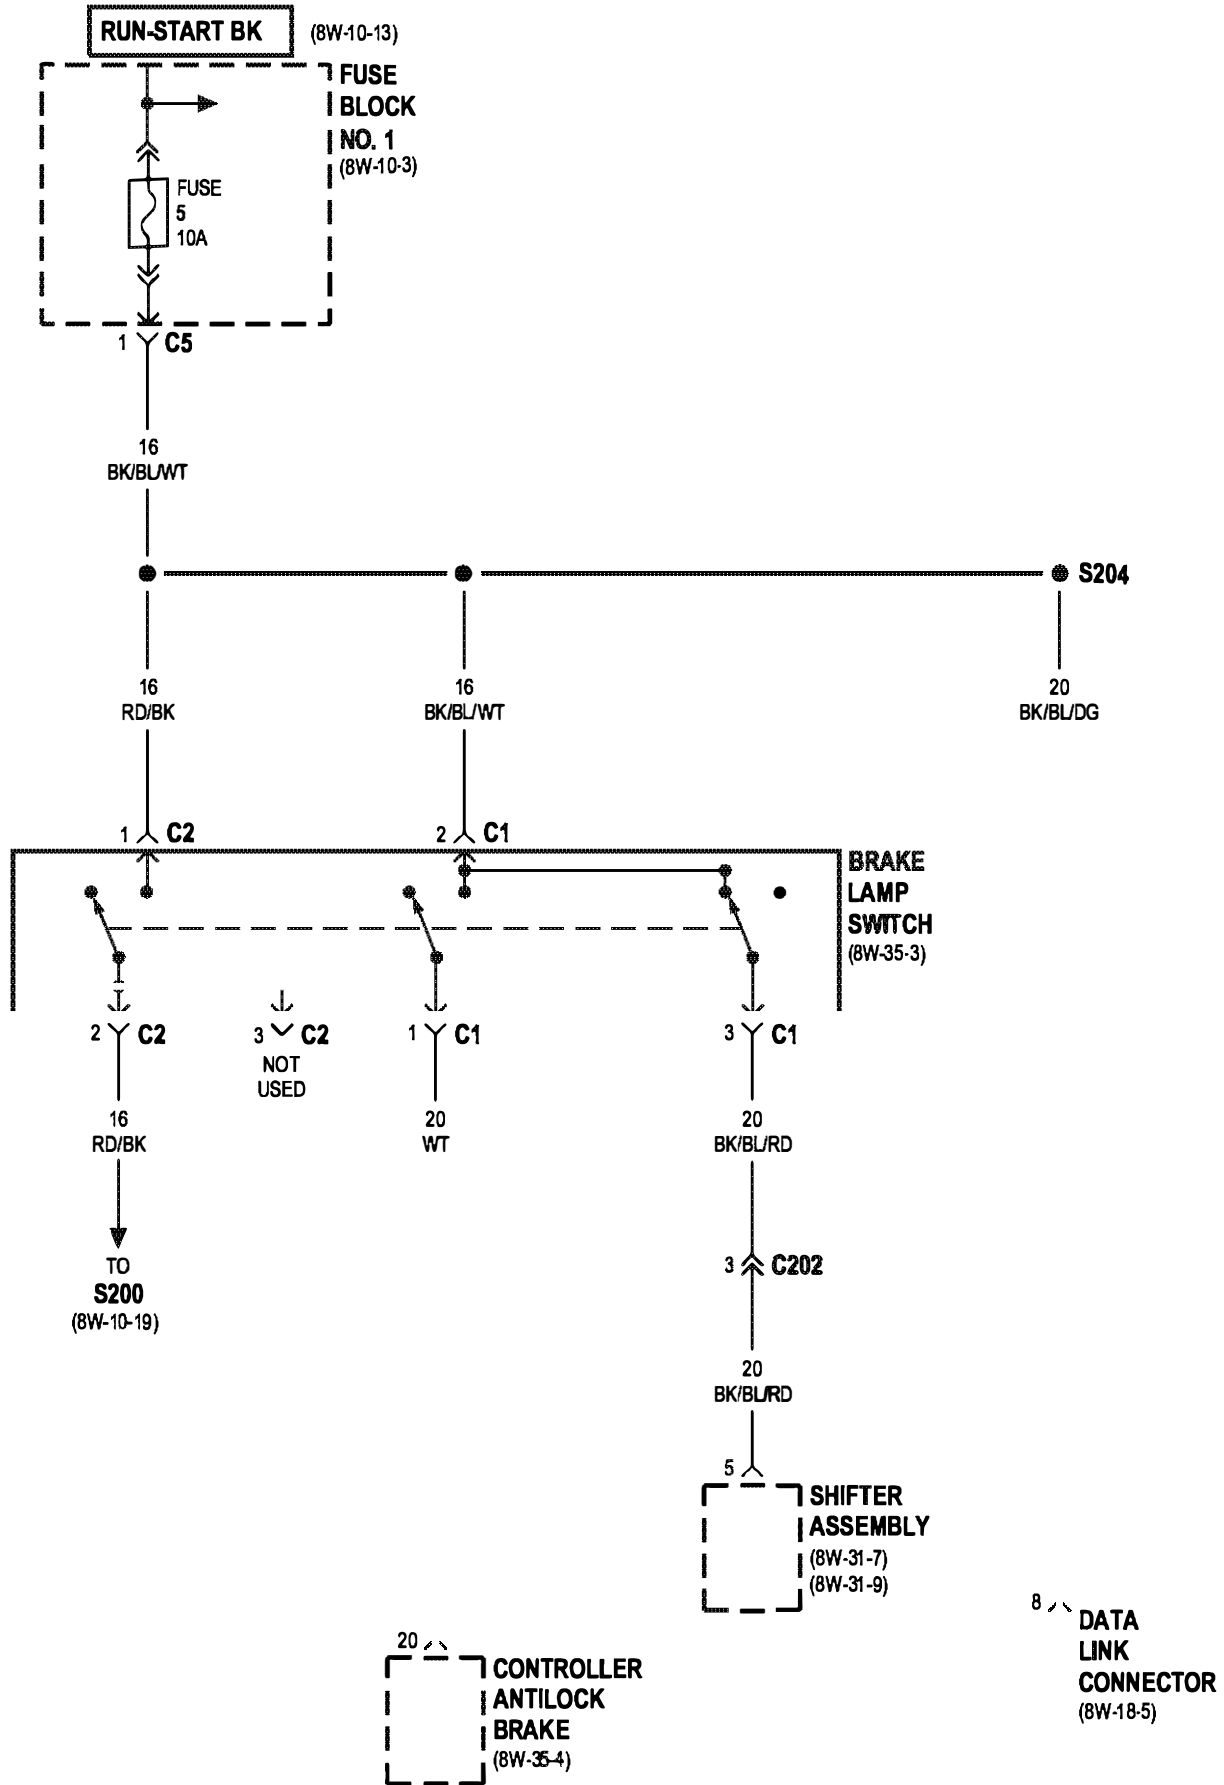 RUN-START BK (8W-10-13)
FUSE
BLOCK
NO. 1
(8W-10-3)
FUSE
5
10A
1 C5
16
BK/BL/WT
S204
16
RD/BK
16
BK/BL/WT
20
BK/BL/DG
1 C2
2 C1
BRAKE
LAMP
SWITCH
(8W-35-3)
2 C2
3 C2
NOT
USED
1 C1
3 C1
16
RD/BK
20
WT
20
BK/BL/RD
TO
S200
(8W-10-19)
3 C202
20
BK/BL/RD
5
SHIFTER
ASSEMBLY
(8W-31-7)
(8W-31-9)
8
DATA
LINK
CONNECTOR
(8W-18-5)
20
CONTROLLER
ANTILOCK
BRAKE
(8W-35-4)